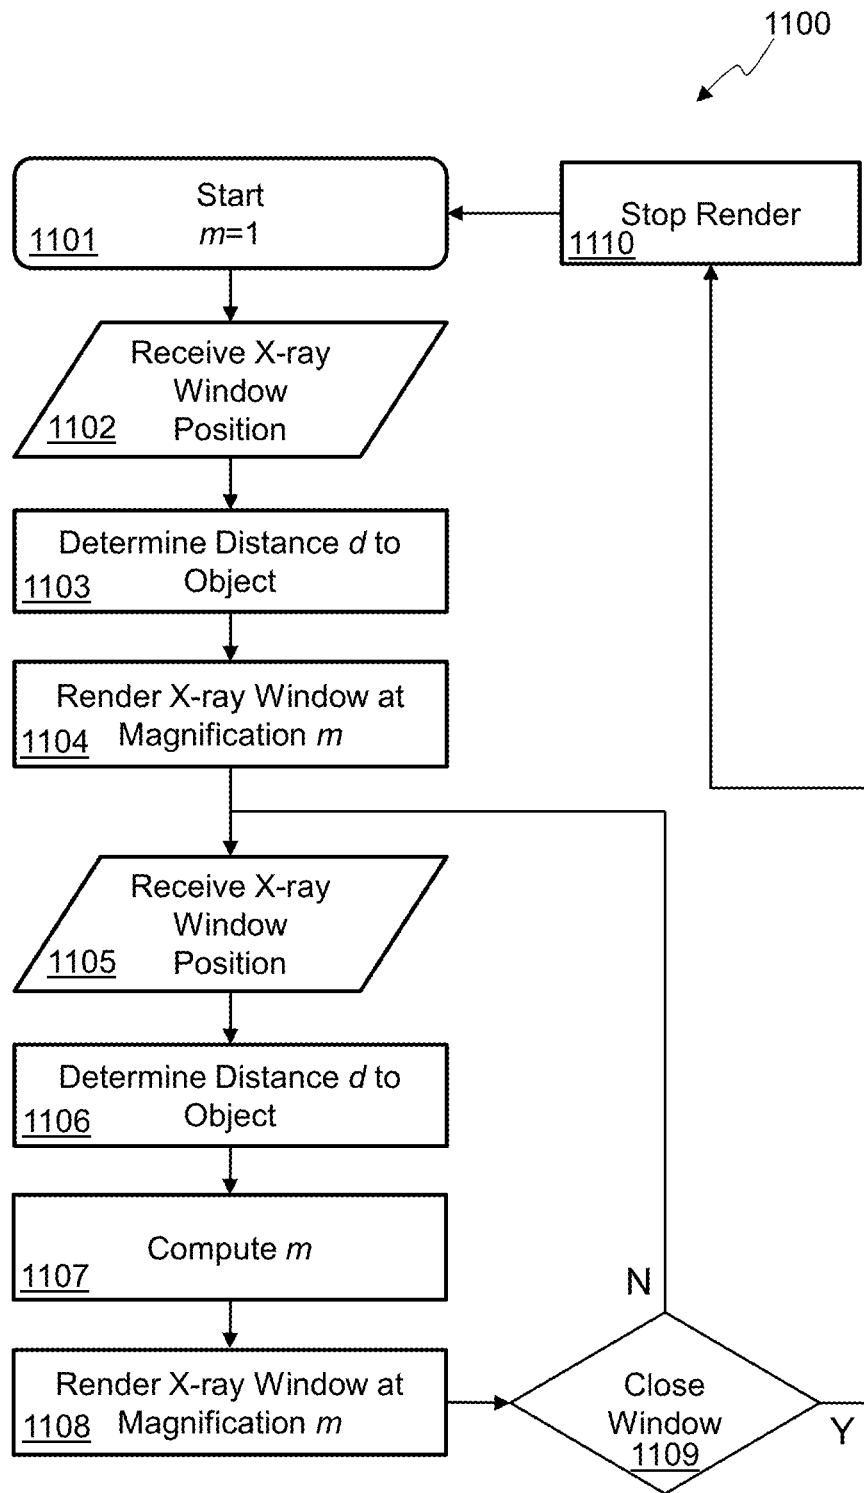 1100
Start
m=1
1101
Stop Render
1110
Receive X-ray
Window
Position
1102
Determine Distance d to
Object
1103
Render X-ray Window at
Magnification m
1104
Receive X-ray
Window
Position
1105
Determine Distance d to
Object
1106
Compute m
1107
Render X-ray Window at
Magnification m
1108
N
Close
Window
1109
Y